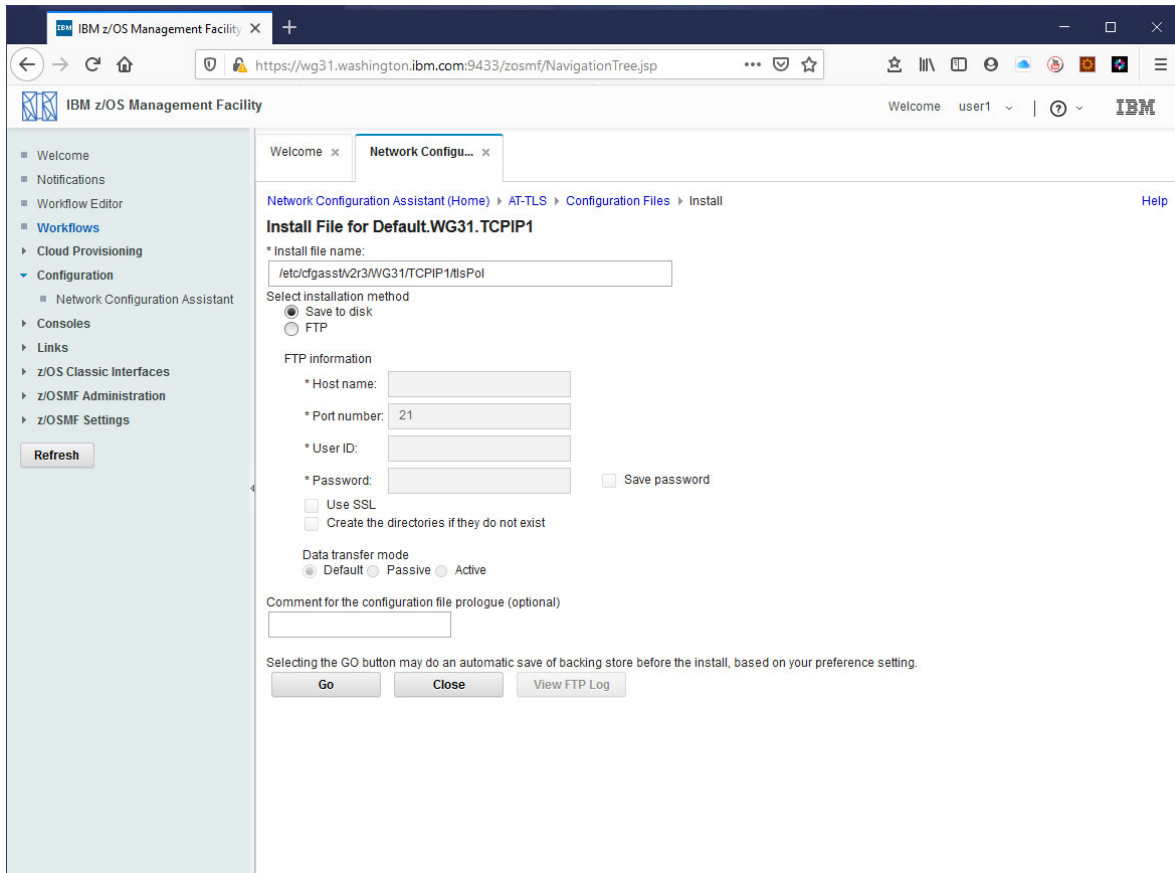 IBM IBM z/OS Management Facility
https://wg31.washington.ibm.com:9433/zosmf/NavigationTree.jsp
IBM z/OS Management Facility
Welcome user1
IBM
Welcome
Notifications
Workflow Editor
Workflows
Cloud Provisioning
Configuration
Network Configuration Assistant
Consoles
Links
z/OS Classic Interfaces
z/OSMF Administration
z/OSMF Settings
Refresh
Welcome
Network Configu...
Network Configuration Assistant (Home) AT-TLS Configuration Files Install
Help
Install File for Default.WG31.TCPIP1
* Install file name:
/etc/cfgasst/v2r3/WG31/TCPIP1/tlsPol
Select installation method
Save to disk
FTP
FTP information
* Host name:
* Port number: 21
* User ID:
* Password:
Save password
Use SSL
Create the directories if they do not exist
Data transfer mode
Default Passive Active
Comment for the configuration file prologue (optional)
Selecting the GO button may do an automatic save of backing store before the install, based on your preference setting.
Go Close View FTP Log